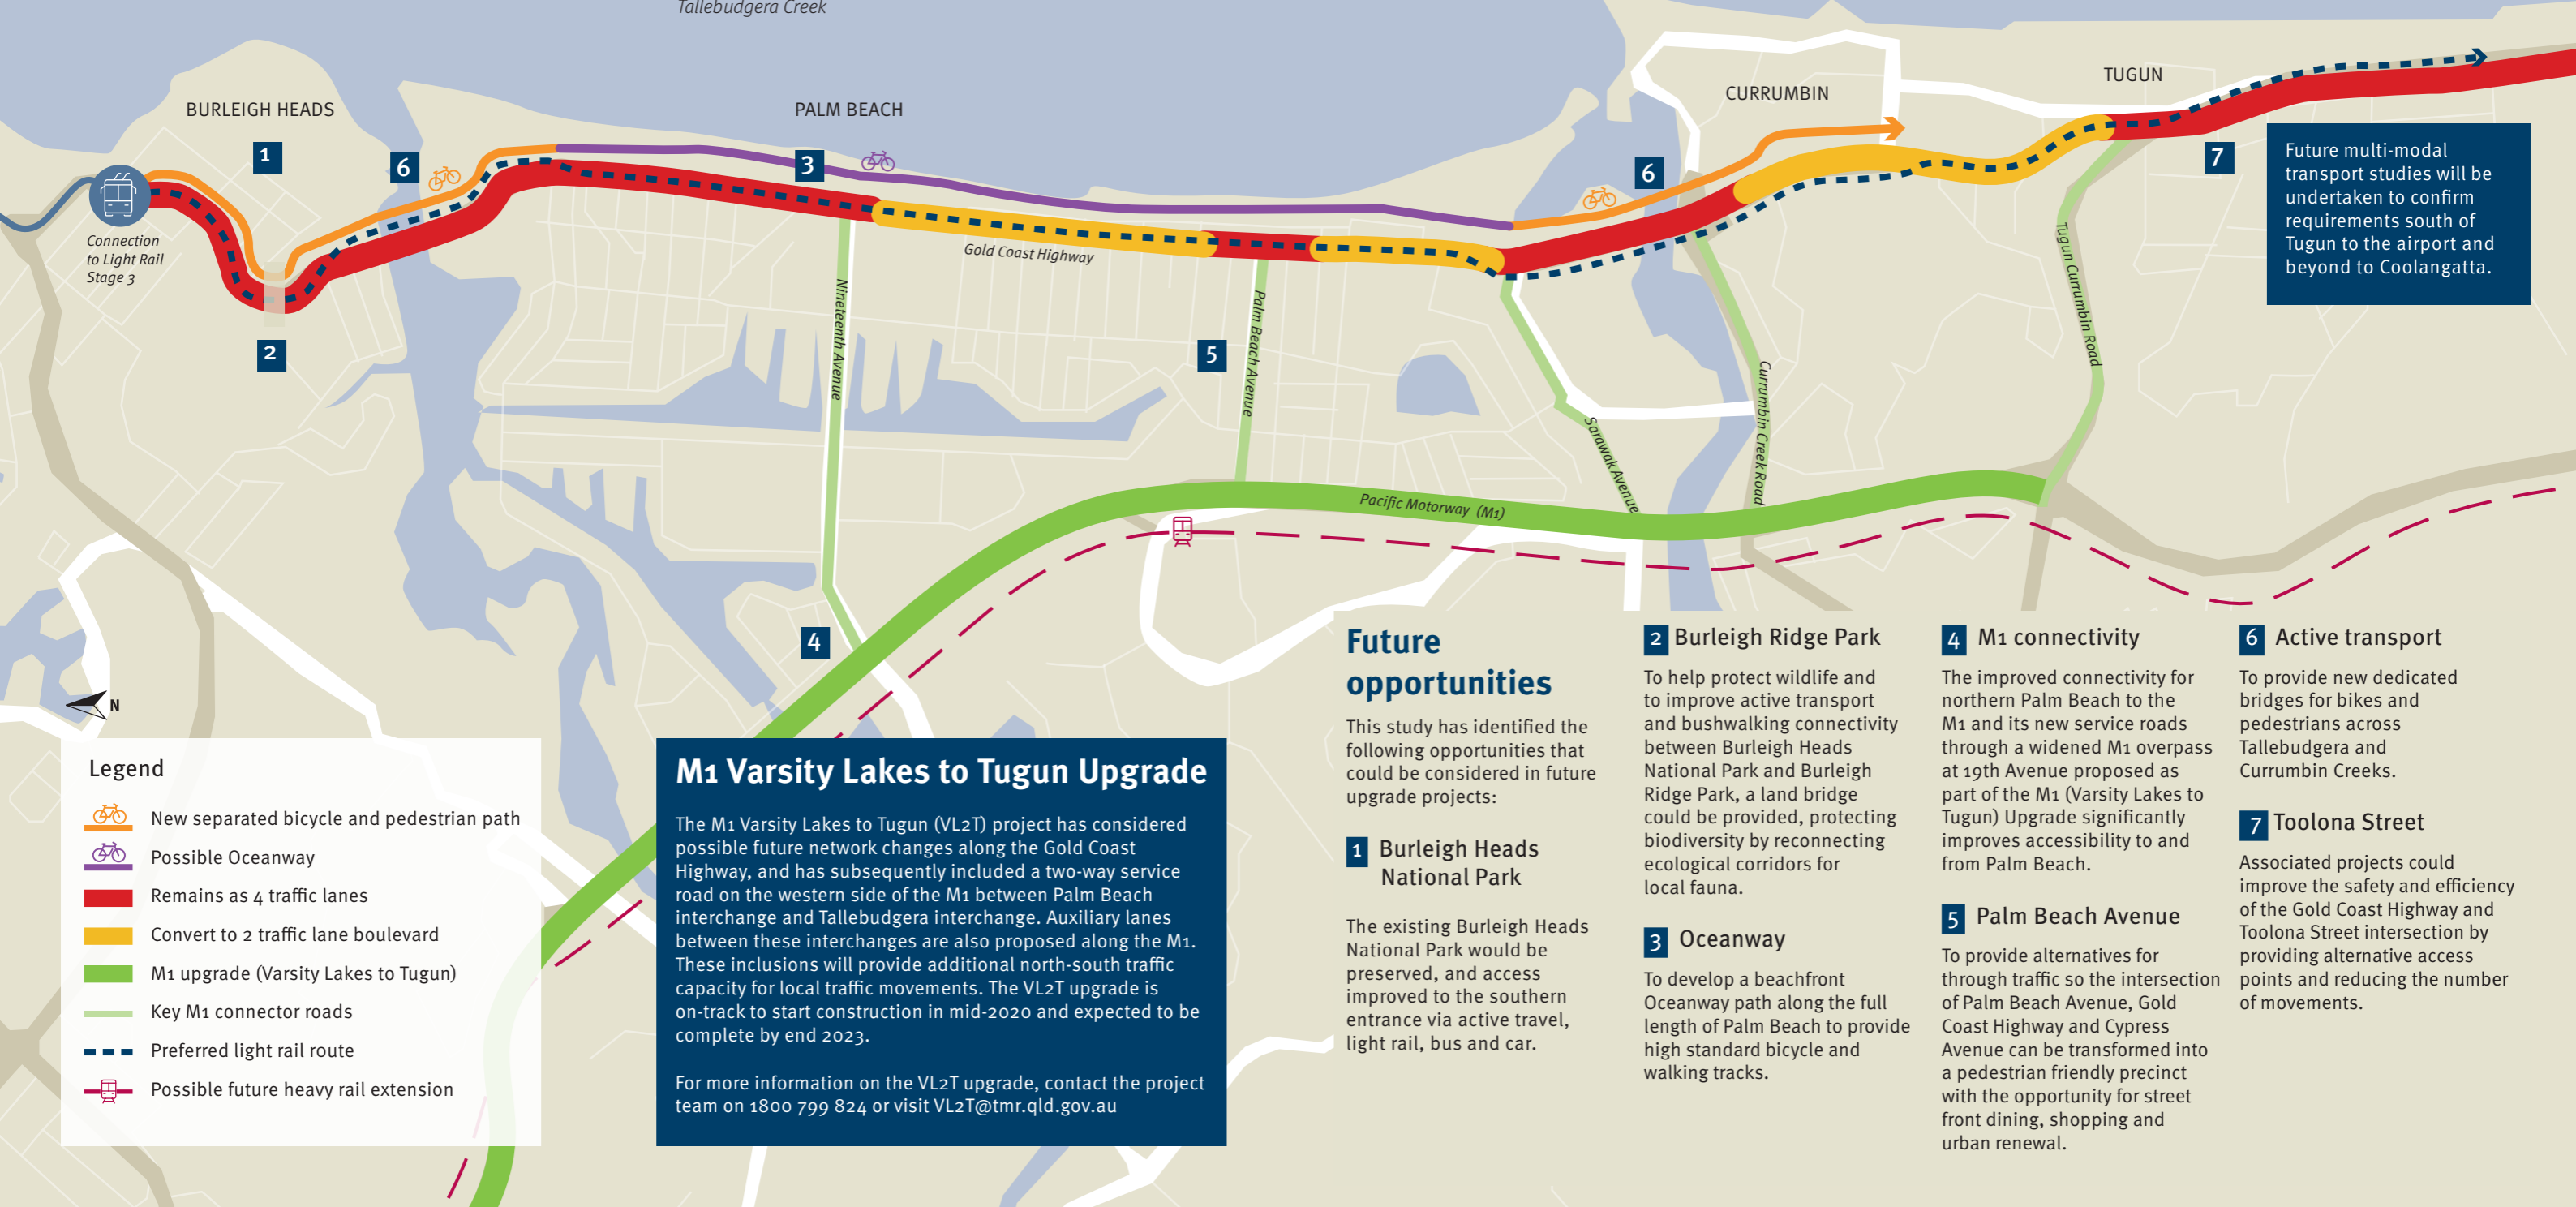 Tallebudgera Creek
BURLEIGH HEADS
PALM BEACH
CURRUMBIN
TUGUN
1
6
3
6
7
2
5
4
Connection
to Light Rail
Stage 3
Gold Coast Highway
Nineteenth Avenue
Palm Beach Avenue
Sarawak Avenue
Currumbin Creek Road
Tugun Currumbin Road
Pacific Motorway (M1)
Future multi-modal
transport studies will be
undertaken to confirm
requirements south of
Tugun to the airport and
beyond to Coolangatta.
N
Legend
New separated bicycle and pedestrian path
Possible Oceanway
Remains as 4 traffic lanes
Convert to 2 traffic lane boulevard
M1 upgrade (Varsity Lakes to Tugun)
Key M1 connector roads
Preferred light rail route
Possible future heavy rail extension
M1 Varsity Lakes to Tugun Upgrade
The M1 Varsity Lakes to Tugun (VL2T) project has considered
possible future network changes along the Gold Coast
Highway, and has subsequently included a two-way service
road on the western side of the M1 between Palm Beach
interchange and Tallebudgera interchange. Auxiliary lanes
between these interchanges are also proposed along the M1.
These inclusions will provide additional north-south traffic
capacity for local traffic movements. The VL2T upgrade is
on-track to start construction in mid-2020 and expected to be
complete by end 2023.
For more information on the VL2T upgrade, contact the project
team on 1800 799 824 or visit VL2T@tmr.qld.gov.au
Future
opportunities
This study has identified the
following opportunities that
could be considered in future
upgrade projects:
1 Burleigh Heads
National Park
The existing Burleigh Heads
National Park would be
preserved, and access
improved to the southern
entrance via active travel,
light rail, bus and car.
2 Burleigh Ridge Park
To help protect wildlife and
to improve active transport
and bushwalking connectivity
between Burleigh Heads
National Park and Burleigh
Ridge Park, a land bridge
could be provided, protecting
biodiversity by reconnecting
ecological corridors for
local fauna.
3 Oceanway
To develop a beachfront
Oceanway path along the full
length of Palm Beach to provide
high standard bicycle and
walking tracks.
4 M1 connectivity
The improved connectivity for
northern Palm Beach to the
M1 and its new service roads
through a widened M1 overpass
at 19th Avenue proposed as
part of the M1 (Varsity Lakes to
Tugun) Upgrade significantly
improves accessibility to and
from Palm Beach.
5 Palm Beach Avenue
To provide alternatives for
through traffic so the intersection
of Palm Beach Avenue, Gold
Coast Highway and Cypress
Avenue can be transformed into
a pedestrian friendly precinct
with the opportunity for street
front dining, shopping and
urban renewal.
6 Active transport
To provide new dedicated
bridges for bikes and
pedestrians across
Tallebudgera and
Currumbin Creeks.
7 Toolona Street
Associated projects could
improve the safety and efficiency
of the Gold Coast Highway and
Toolona Street intersection by
providing alternative access
points and reducing the number
of movements.